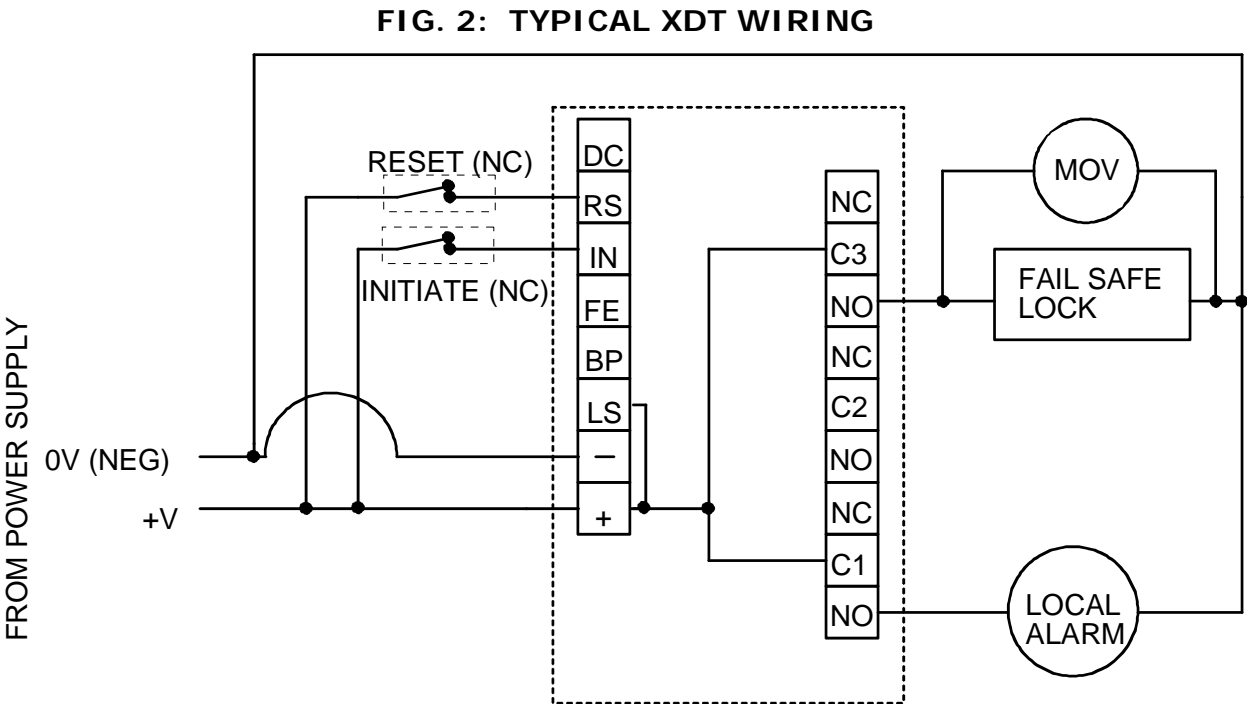 FIG. 2: TYPICAL XDT WIRING
RESET (NC)
INITIATE (NC)
FROM POWER SUPPLY
0V (NEG)
+V
DC
RS
IN
FE
BP
LS
–
+
NC
C3
NO
NC
C2
NO
NC
C1
NO
MOV
FAIL SAFE
LOCK
LOCAL
ALARM